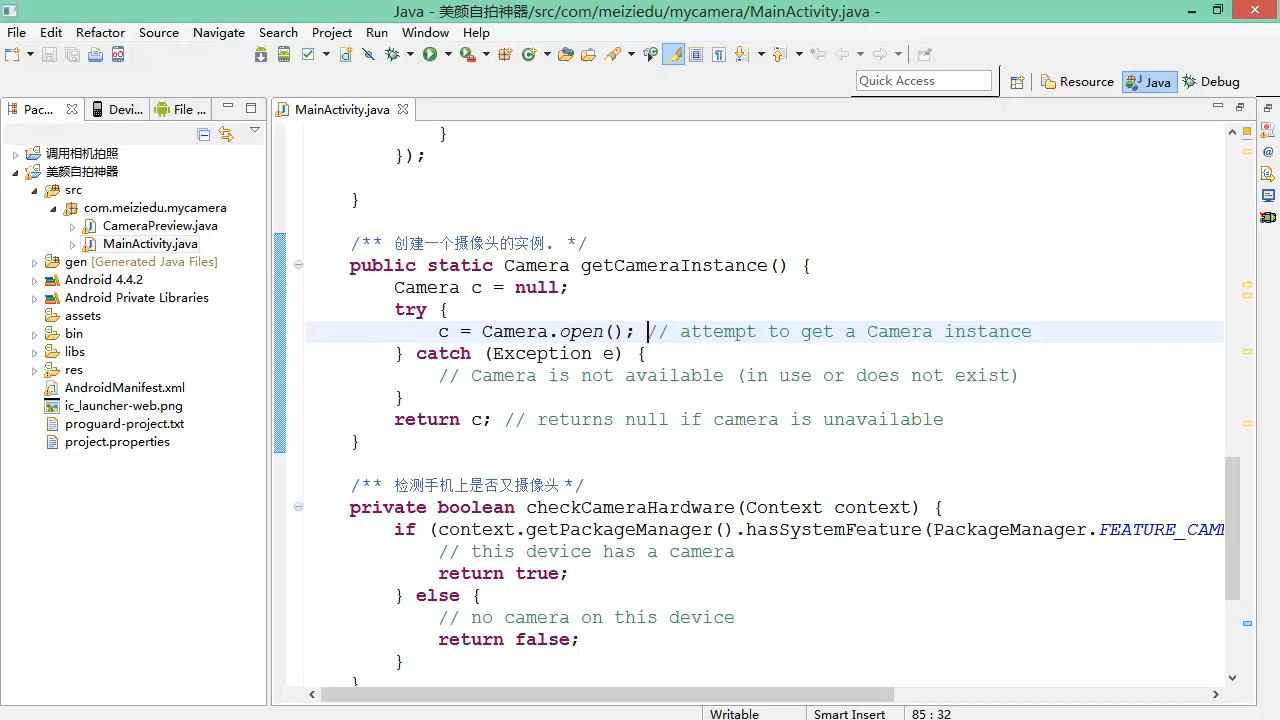 Java - 美颜自拍神器/src/com/meiziedu/mycamera/MainActivity.java -
File Edit Refactor Source Navigate Search Project Run Window Help
Quick Access
Resource Java Debug
Pac... Devi... File ...
MainActivity.java
调用相机拍照
美颜自拍神器
src
com.meiziedu.mycamera
CameraPreview.java
MainActivity.java
gen [Generated Java Files]
Android 4.4.2
Android Private Libraries
assets
bin
libs
res
AndroidManifest.xml
ic_launcher-web.png
proguard-project.txt
project.properties
}
});
}
/** 创建一个摄像头的实例. */
public static Camera getCameraInstance() {
Camera c = null;
try {
c = Camera.open(); // attempt to get a Camera instance
} catch (Exception e) {
// Camera is not available (in use or does not exist)
}
return c; // returns null if camera is unavailable
}
/** 检测手机上是否又摄像头 */
private boolean checkCameraHardware(Context context) {
if (context.getPackageManager().hasSystemFeature(PackageManager.FEATURE_CAM
// this device has a camera
return true;
} else {
// no camera on this device
return false;
}
}
Writable Smart Insert 85 : 32